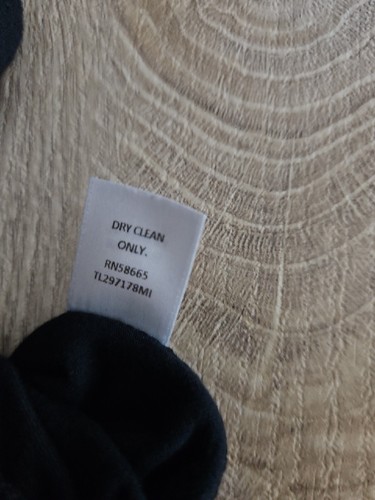 DRY CLEAN
ONLY.
RN58665
TL297178MI